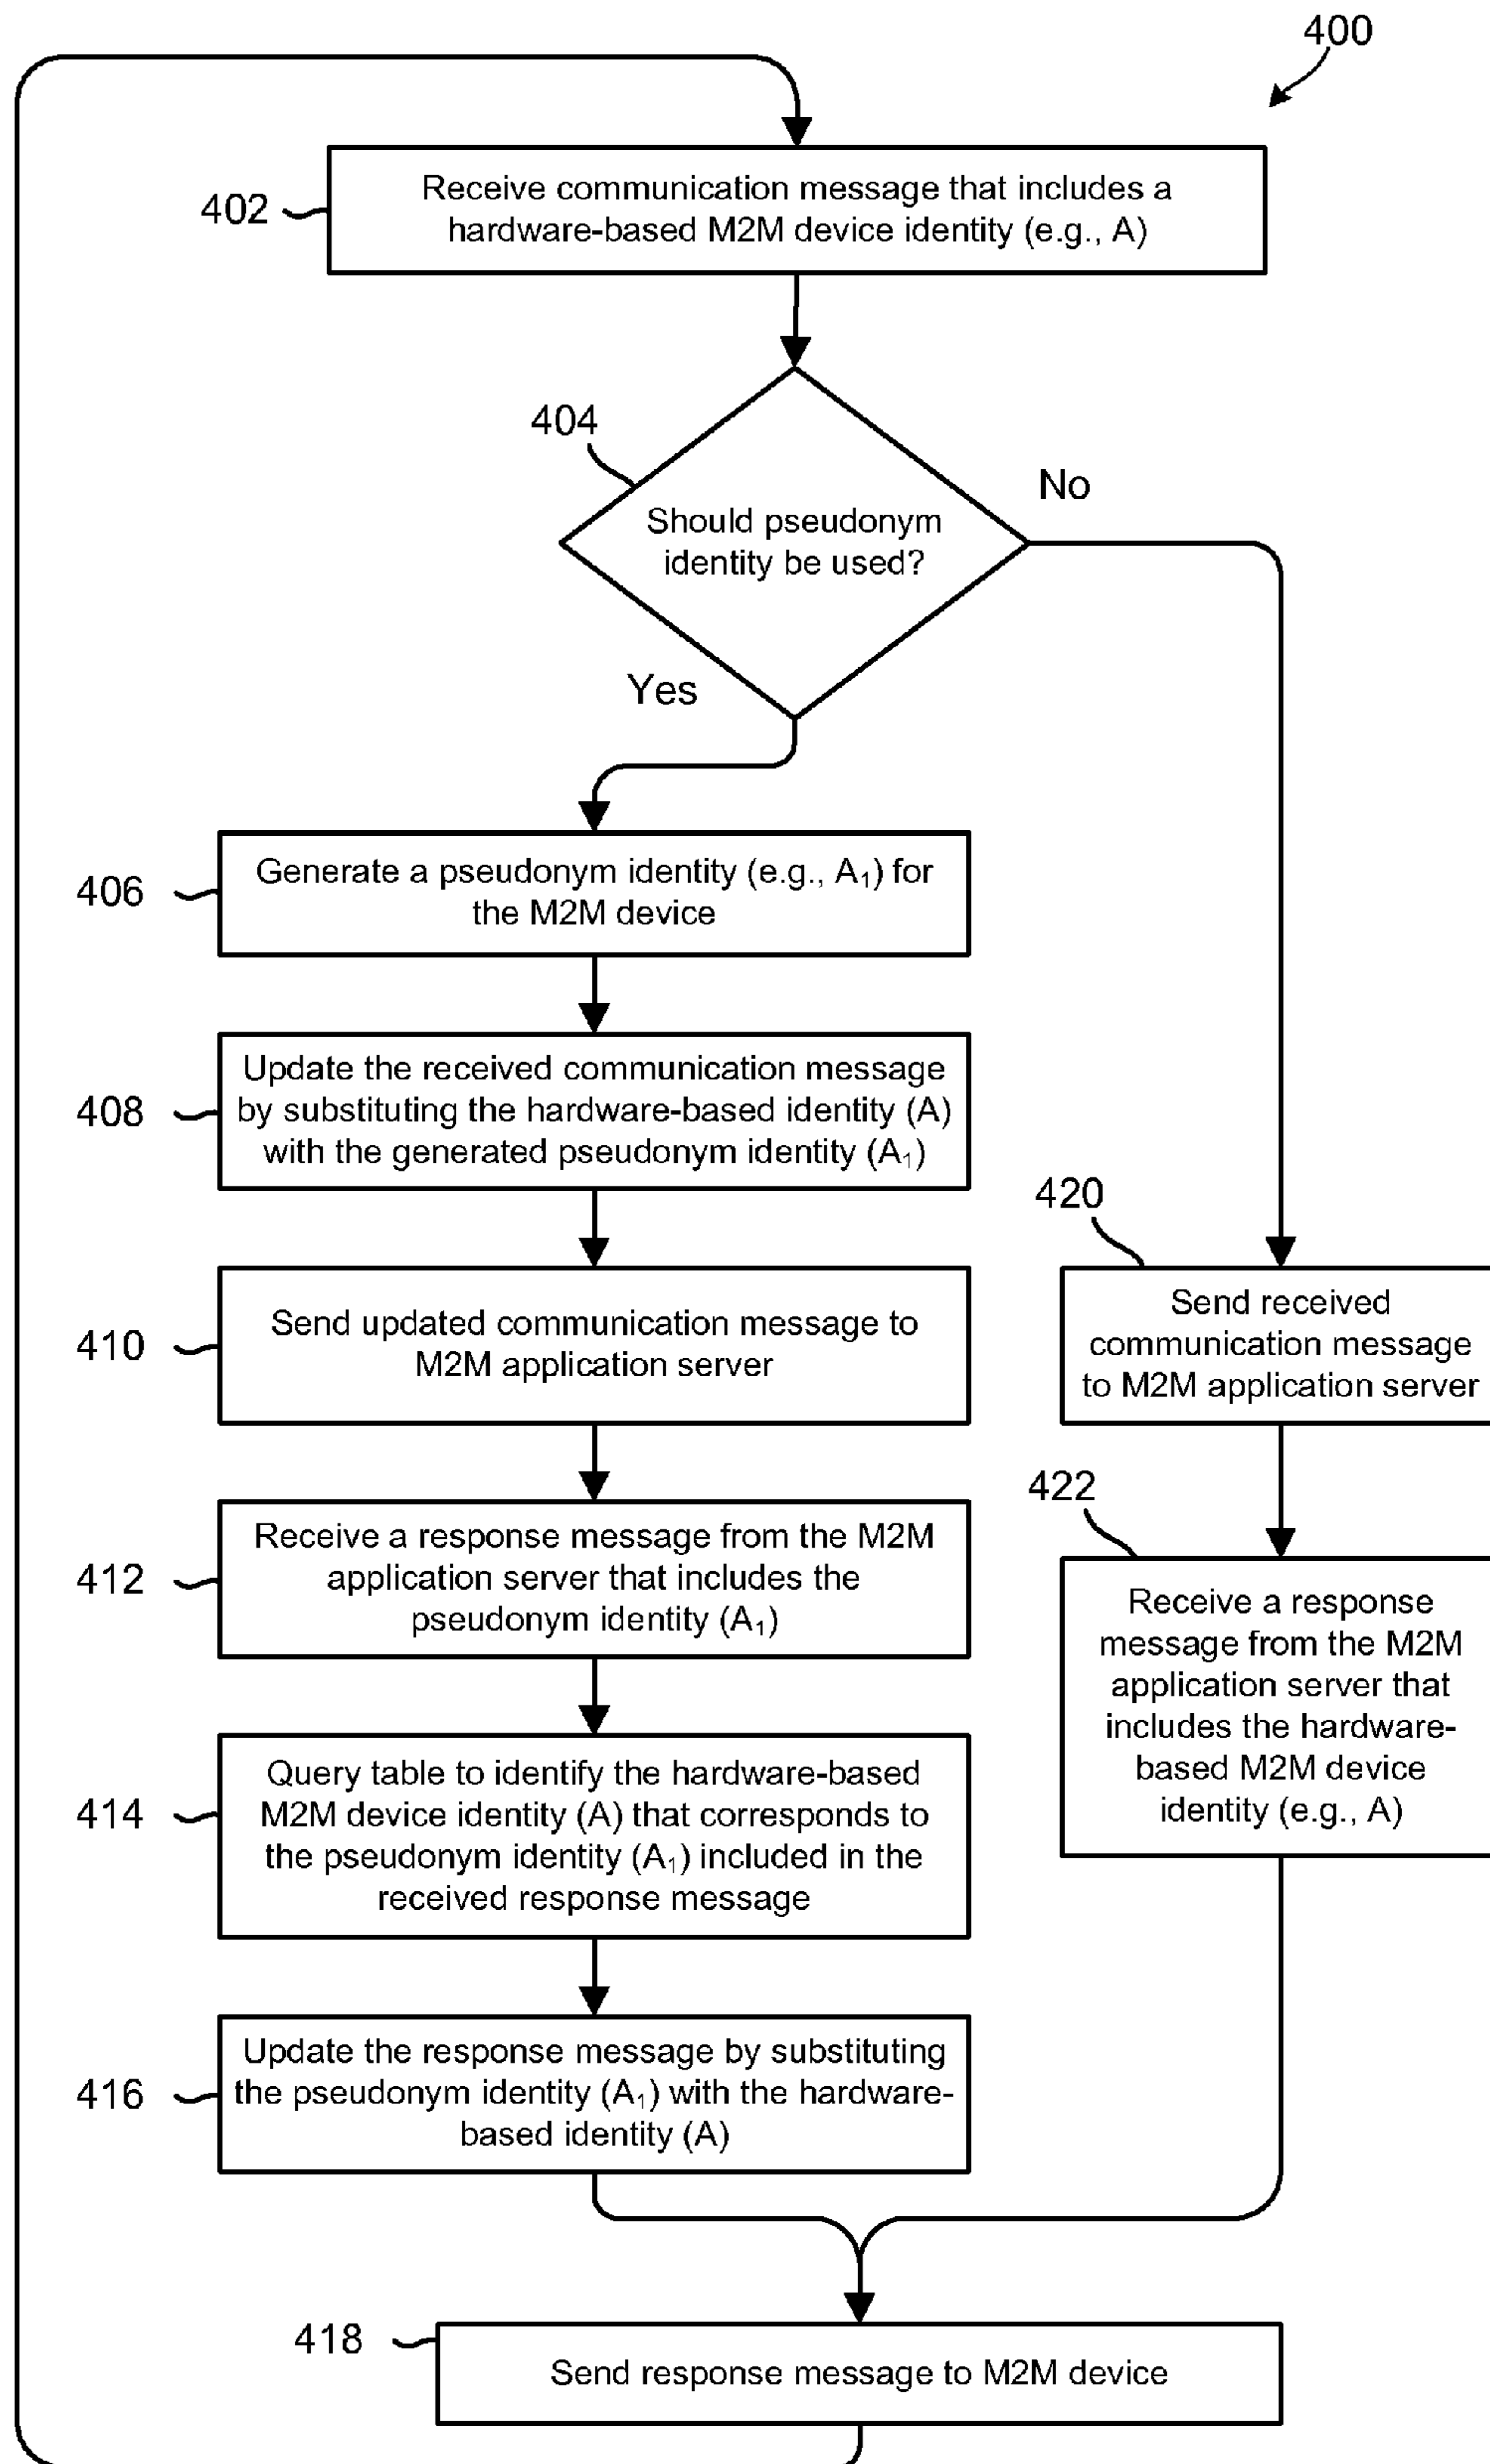 400
402
Receive communication message that includes a
hardware-based M2M device identity (e.g., A)
404
Should pseudonym
identity be used?
No
Yes
406
Generate a pseudonym identity (e.g., A₁) for
the M2M device
408
Update the received communication message
by substituting the hardware-based identity (A)
with the generated pseudonym identity (A₁)
410
Send updated communication message to
M2M application server
420
Send received
communication message
to M2M application server
412
Receive a response message from the M2M
application server that includes the
pseudonym identity (A₁)
422
Receive a response
message from the M2M
application server that
includes the hardware-
based M2M device
identity (e.g., A)
414
Query table to identify the hardware-based
M2M device identity (A) that corresponds to
the pseudonym identity (A₁) included in the
received response message
416
Update the response message by substituting
the pseudonym identity (A₁) with the hardware-
based identity (A)
418
Send response message to M2M device